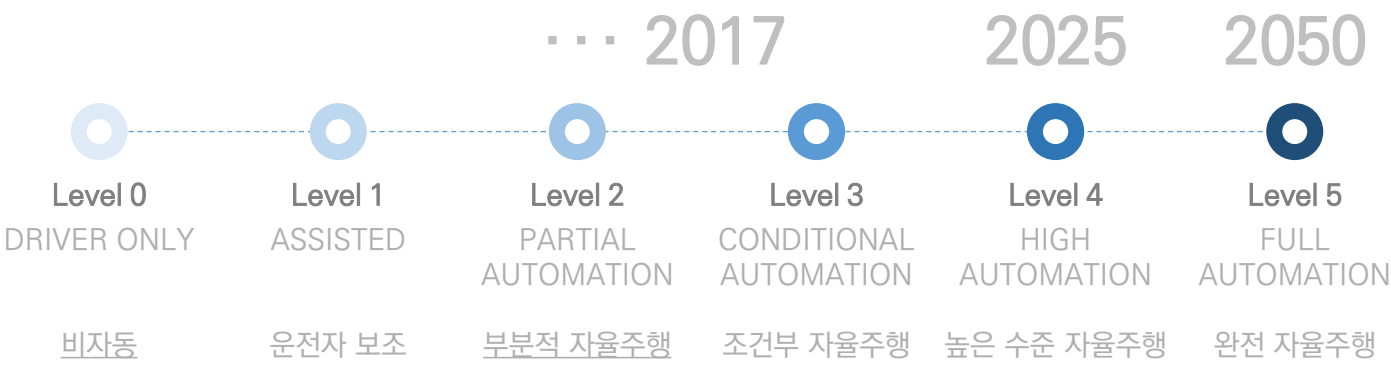 ··· 2017 2025 2050
Level 0 Level 1 Level 2 Level 3 Level 4 Level 5
DRIVER ONLY ASSISTED PARTIAL CONDITIONAL HIGH FULL
AUTOMATION AUTOMATION AUTOMATION AUTOMATION
비자동 운전자 보조 부분적 자율주행 조건부 자율주행 높은 수준 자율주행 완전 자율주행